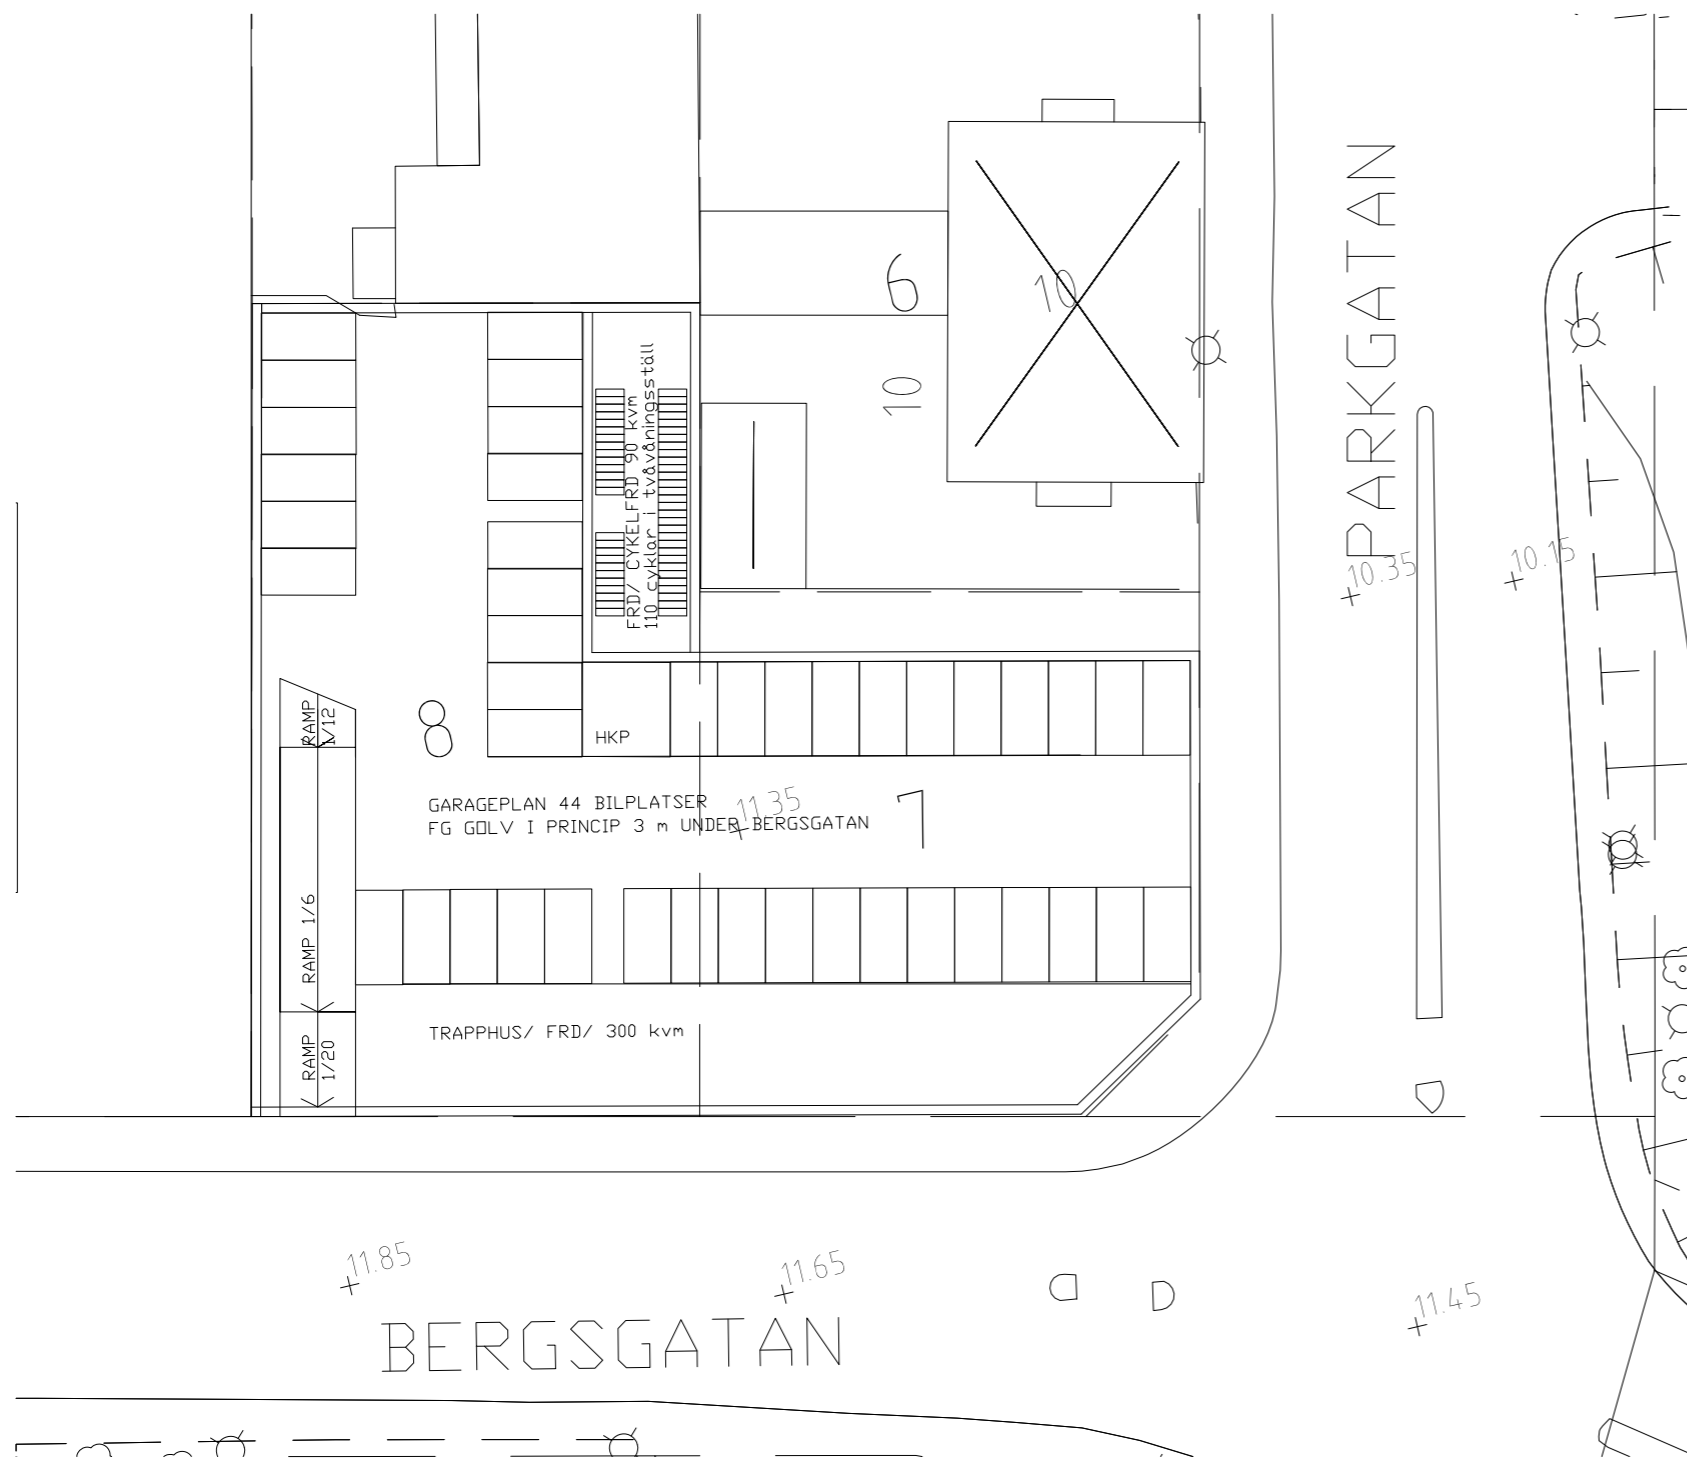 PARKGATAN
6
10
10
FRD/ CYKELFRD 90 kvm
110 cyklar i tvåvåningsställ
10.35
10.15
RAMP
1/12
8
HKP
GARAGEPLAN 44 BILPLATSER
FG GOLV I PRINCIP 3 m UNDER BERGSGATAN
11.35
7
RAMP 1/6
TRAPPHUS/ FRD/ 300 kvm
RAMP
1/20
11.85
11.65
11.45
BERGSGATAN